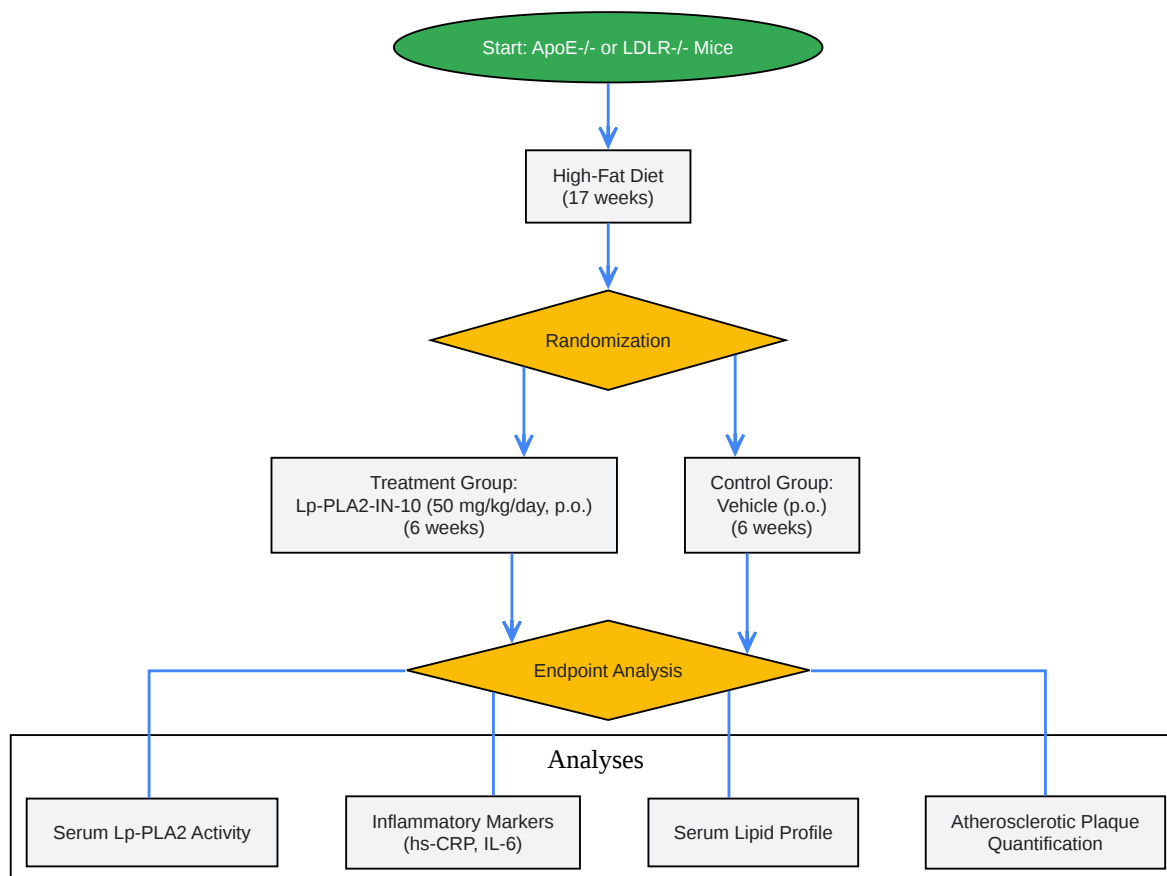 Start: ApoE-/- or LDLR-/- Mice
High-Fat Diet
(17 weeks)
Randomization
Treatment Group:
Lp-PLA2-IN-10 (50 mg/kg/day, p.o.)
(6 weeks)
Control Group:
Vehicle (p.o.)
(6 weeks)
Endpoint Analysis
Analyses
Serum Lp-PLA2 Activity
Inflammatory Markers
(hs-CRP, IL-6)
Serum Lipid Profile
Atherosclerotic Plaque
Quantification